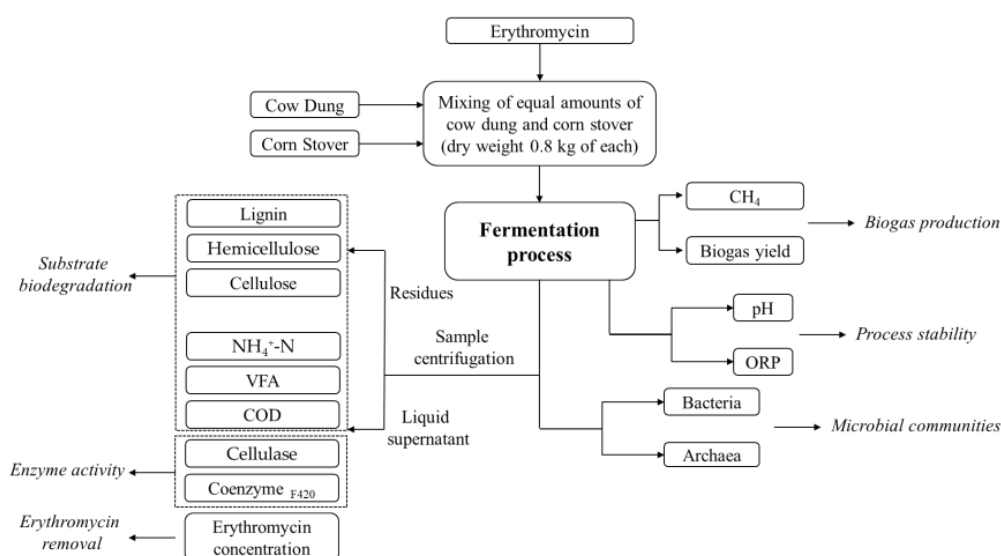 Erythromycin
Cow Dung
Corn Stover
Mixing of equal amounts of
cow dung and corn stover
(dry weight 0.8 kg of each)
Fermentation
process
CH₄
Biogas yield
Biogas production
pH
ORP
Process stability
Bacteria
Archaea
Microbial communities
Sample
centrifugation
Residues
Liquid
supernatant
Lignin
Hemicellulose
Cellulose
NH₄⁺-N
VFA
COD
Substrate
biodegradation
Cellulase
Coenzyme F420
Enzyme activity
Erythromycin
concentration
Erythromycin
removal